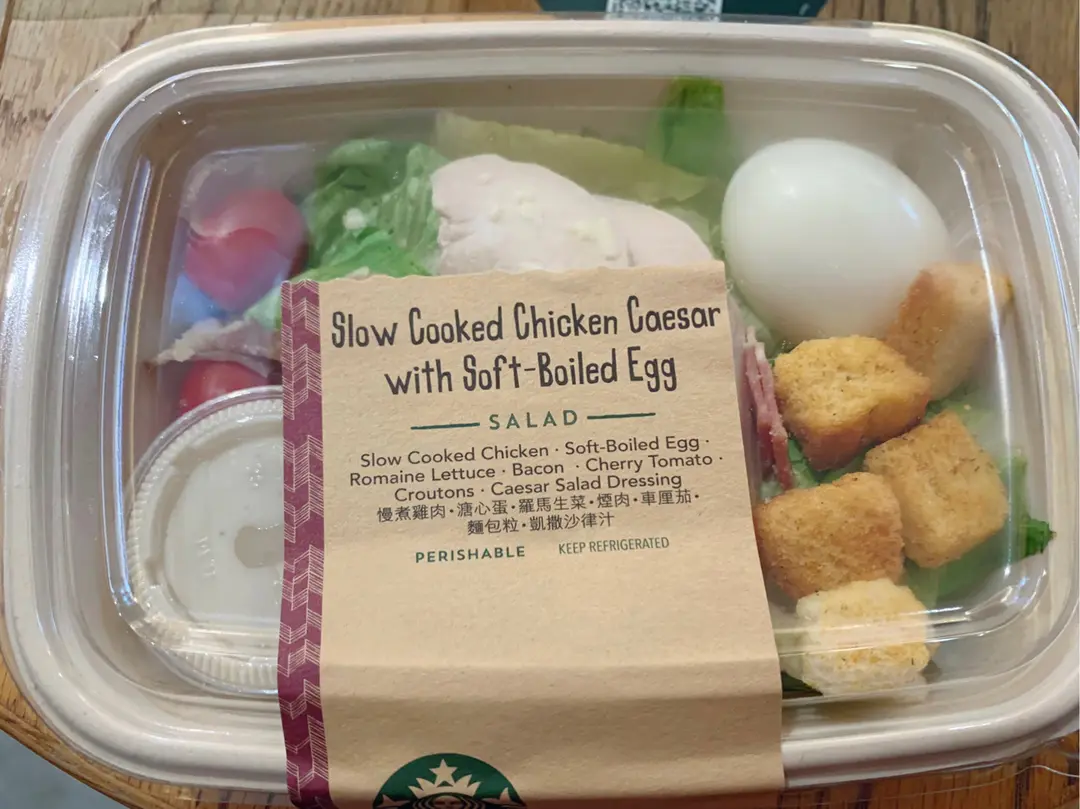 Slow Cooked Chicken Caesar
with Soft-Boiled Egg
SALAD
Slow Cooked Chicken · Soft-Boiled Egg ·
Romaine Lettuce · Bacon · Cherry Tomato ·
Croutons · Caesar Salad Dressing
慢煮雞肉 · 溏心蛋 · 羅馬生菜 · 煙肉 · 車厘茄 ·
麵包粒 · 凱撒沙律汁
PERISHABLE KEEP REFRIGERATED